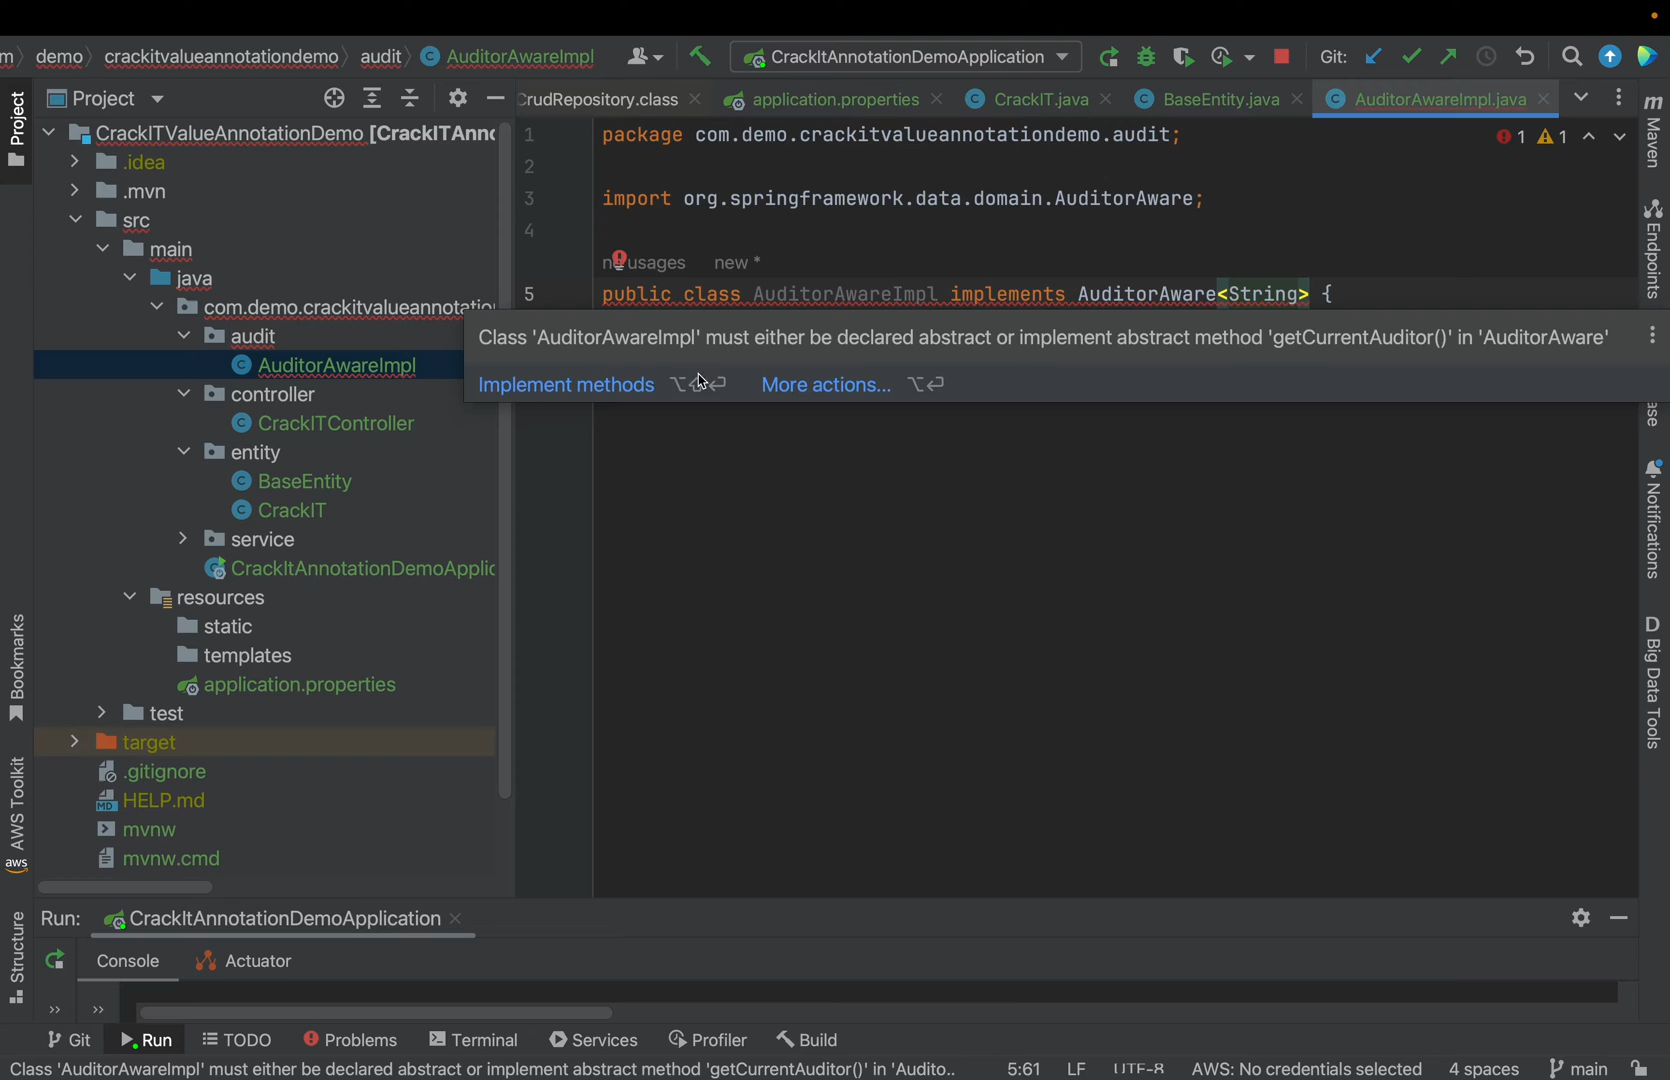 m demo crackitvalueannotationdemo audit AuditorAwareImpl CrackItAnnotationDemoApplication Git:
Project
Project
CrudRepository.class application.properties CrackIT.java BaseEntity.java AuditorAwareImpl.java
CrackITValueAnnotationDemo [CrackITAnno
.idea
.mvn
src
main
java
com.demo.crackitvalueannotation
audit
AuditorAwareImpl
controller
CrackITController
entity
BaseEntity
CrackIT
service
CrackItAnnotationDemoApplic
resources
static
templates
application.properties
test
target
.gitignore
HELP.md
mvnw
mvnw.cmd
1 package com.demo.crackitvalueannotationdemo.audit;
1 1
2
3 import org.springframework.data.domain.AuditorAware;
4
usages new *
5 public class AuditorAwareImpl implements AuditorAware<String> {
Class 'AuditorAwareImpl' must either be declared abstract or implement abstract method 'getCurrentAuditor()' in 'AuditorAware'
Implement methods More actions... ⌥⏎
m Maven
Endpoints
ase
Notifications
D Big Data Tools
Bookmarks
AWS Toolkit
aws
Structure
MD
Run: CrackItAnnotationDemoApplication
Console Actuator
>> >>
Git Run TODO Problems Terminal Services Profiler Build
Class 'AuditorAwareImpl' must either be declared abstract or implement abstract method 'getCurrentAuditor()' in 'Audito.. 5:61 LF UTF-8 AWS: No credentials selected 4 spaces main